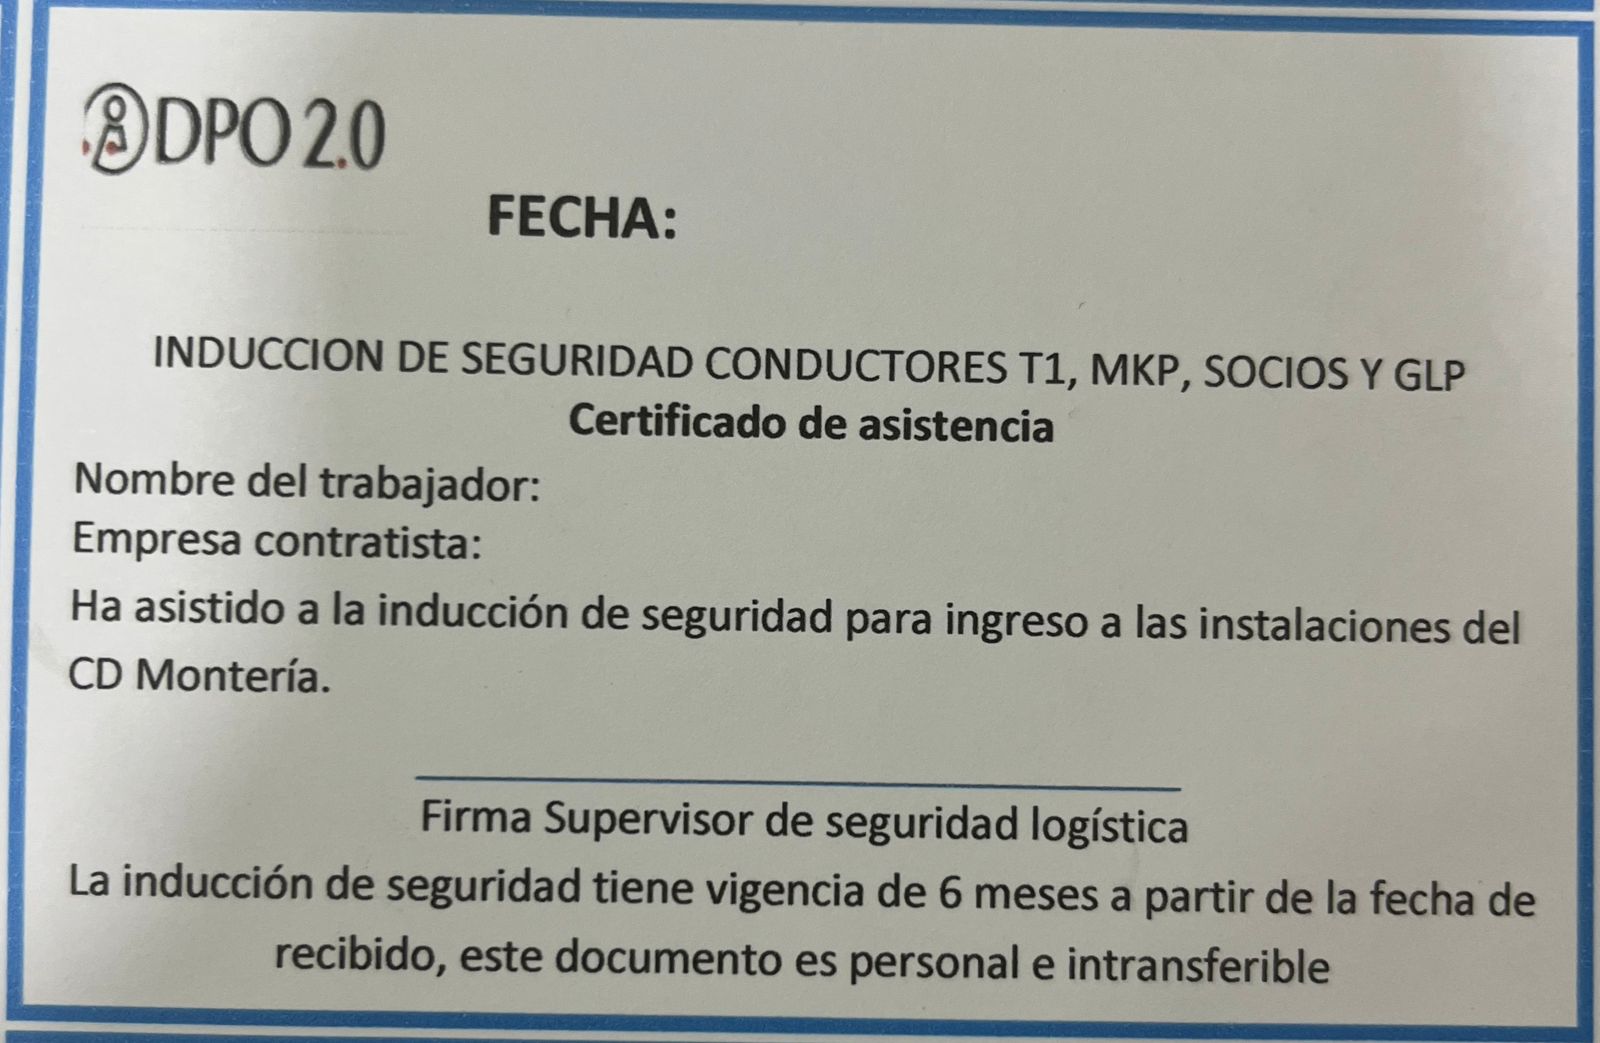 DPO 2.0
FECHA:
INDUCCION DE SEGURIDAD CONDUCTORES T1, MKP, SOCIOS Y GLP
Certificado de asistencia
Nombre del trabajador:
Empresa contratista:
Ha asistido a la inducción de seguridad para ingreso a las instalaciones del
CD Montería.
Firma Supervisor de seguridad logística
La inducción de seguridad tiene vigencia de 6 meses a partir de la fecha de
recibido, este documento es personal e intransferible